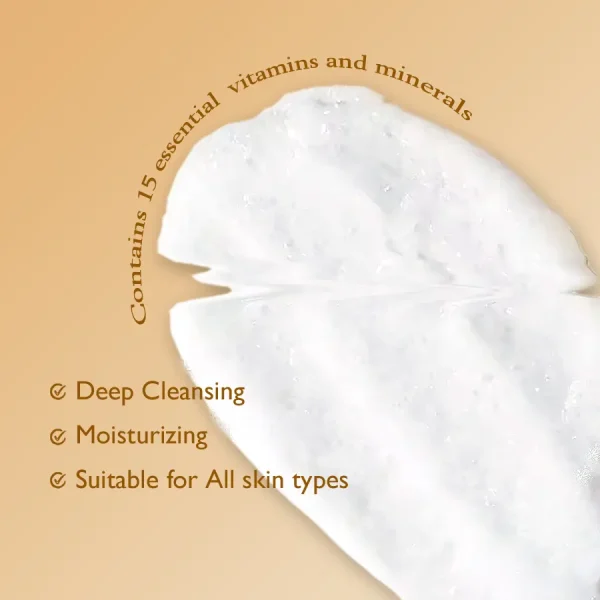 Contains 15 essential vitamins and minerals
Deep Cleansing
Moisturizing
Suitable for All skin types